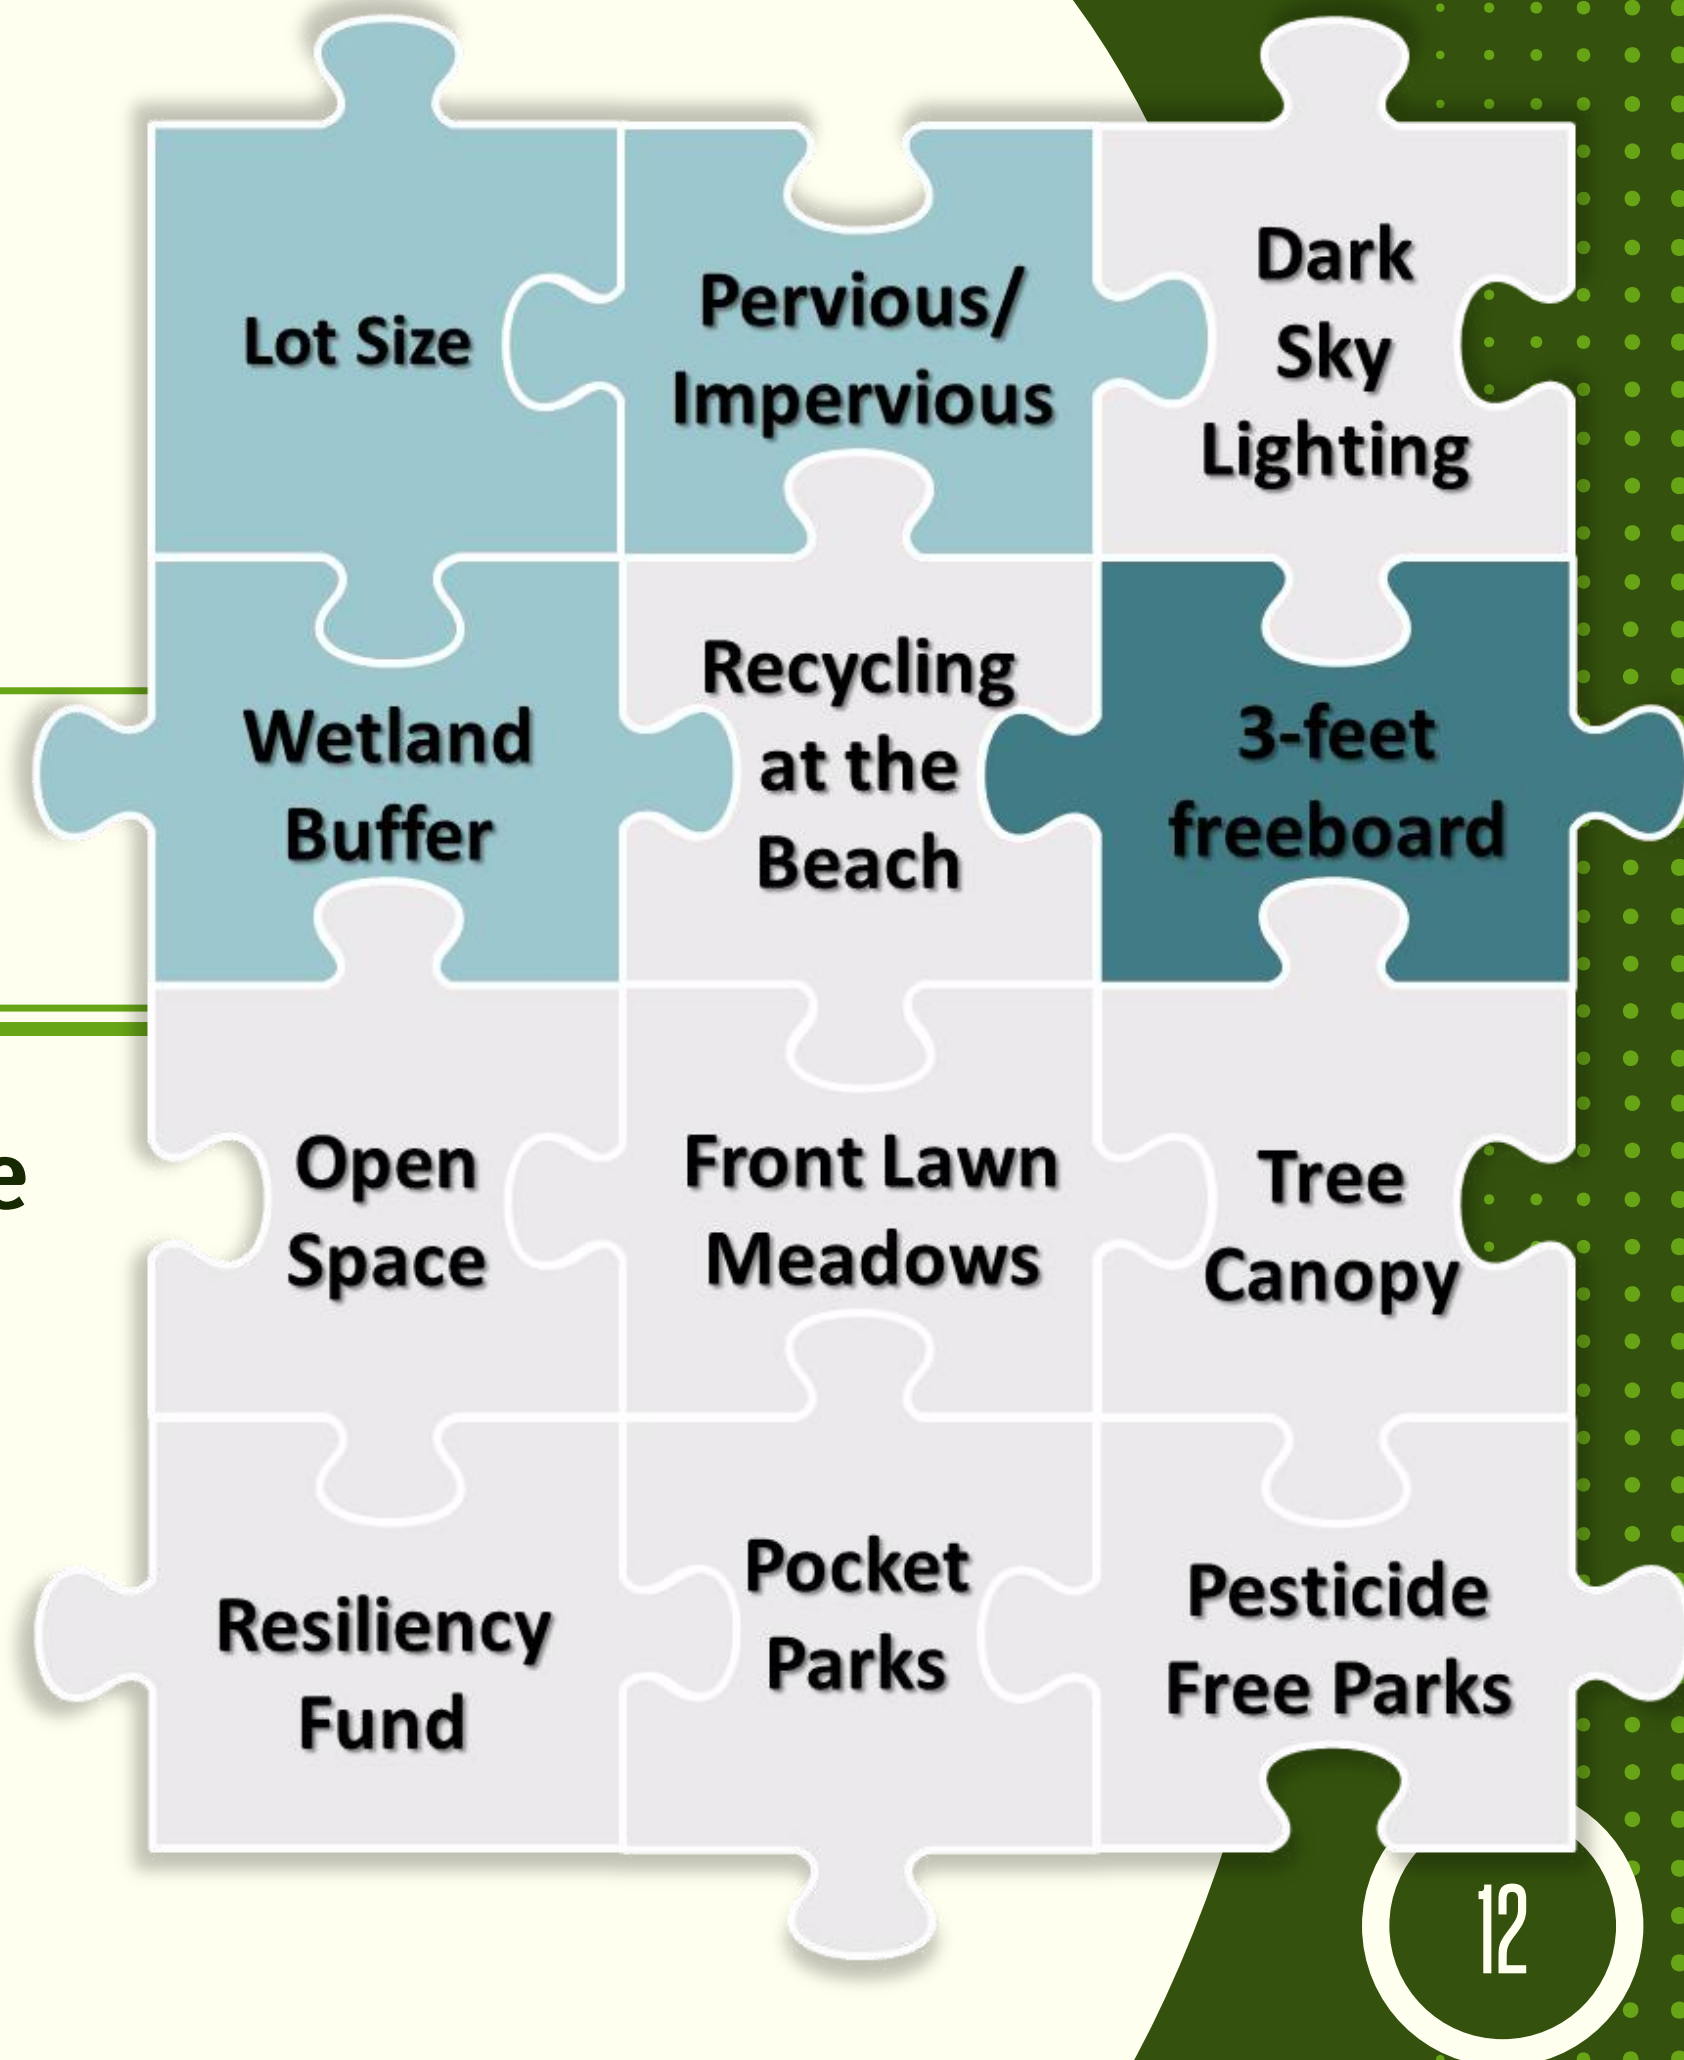 Lot Size
Pervious/
Impervious
Dark
Sky
Lighting
Wetland
Buffer
Recycling
at the
Beach
3-feet
freeboard
e
Open
Space
Front Lawn
Meadows
Tree
Canopy
Resiliency
Fund
Pocket
Parks
Pesticide
Free Parks
12